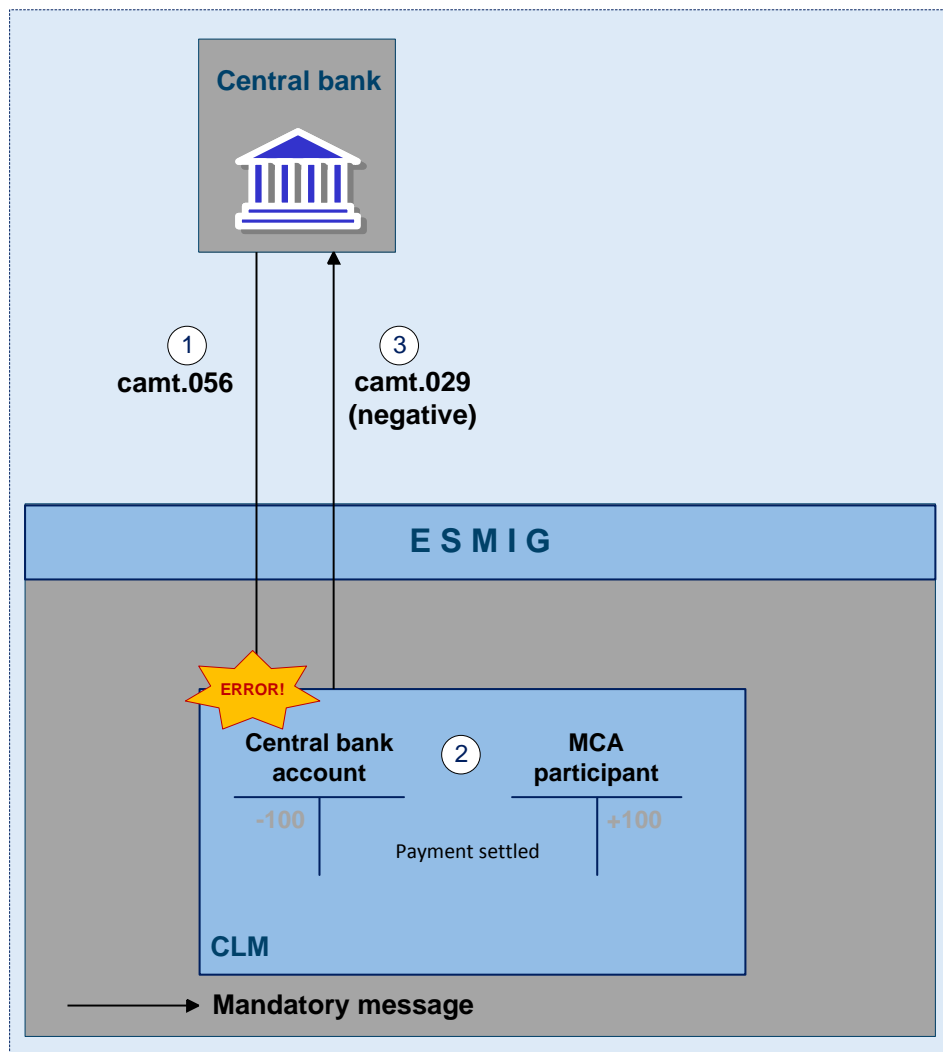 Central bank
1
camt.056
3
camt.029
(negative)
E S M I G
ERROR!
Central bank
account
2
MCA
participant
-100
+100
Payment settled
CLM
Mandatory message